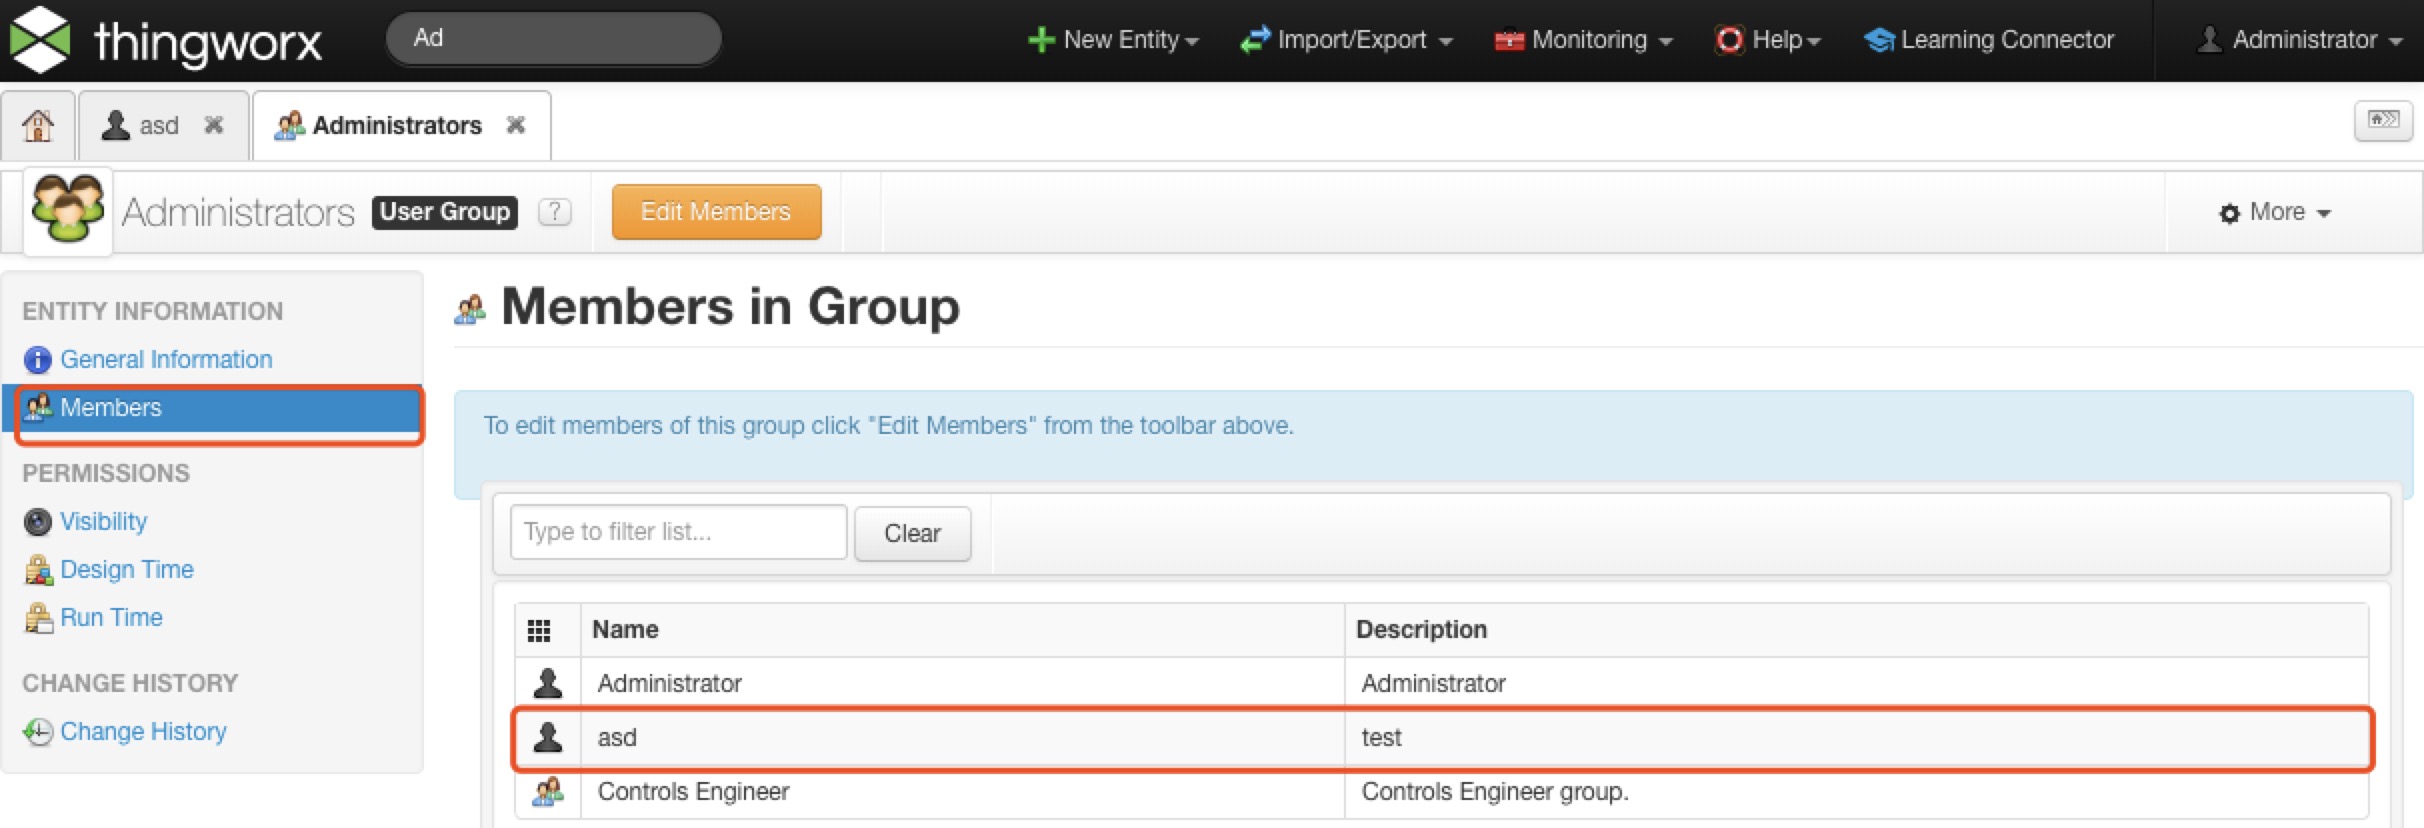 thingworx
Ad
New Entity
Import/Export
Monitoring
Help
Learning Connector
Administrator
asd
Administrators
Administrators
User Group
?
Edit Members
More
ENTITY INFORMATION
General Information
Members
PERMISSIONS
Visibility
Design Time
Run Time
CHANGE HISTORY
Change History
Members in Group
To edit members of this group click "Edit Members" from the toolbar above.
Type to filter list...
Clear
Name Description
Administrator Administrator
asd test
Controls Engineer Controls Engineer group.